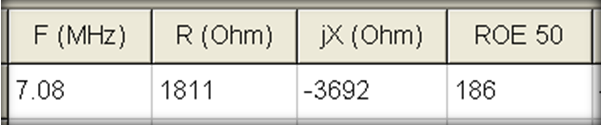 F (MHz) R (Ohm) jX (Ohm) ROE 50
7.08 1811 -3692 186